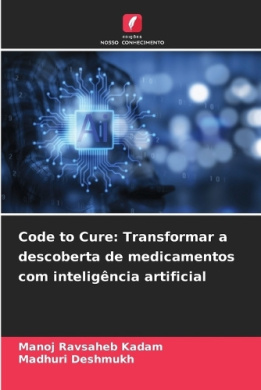 edições
NOSSO CONHECIMENTO
Ai
Code to Cure: Transformar a
descoberta de medicamentos
com inteligência artificial
Manoj Ravsaheb Kadam
Madhuri Deshmukh